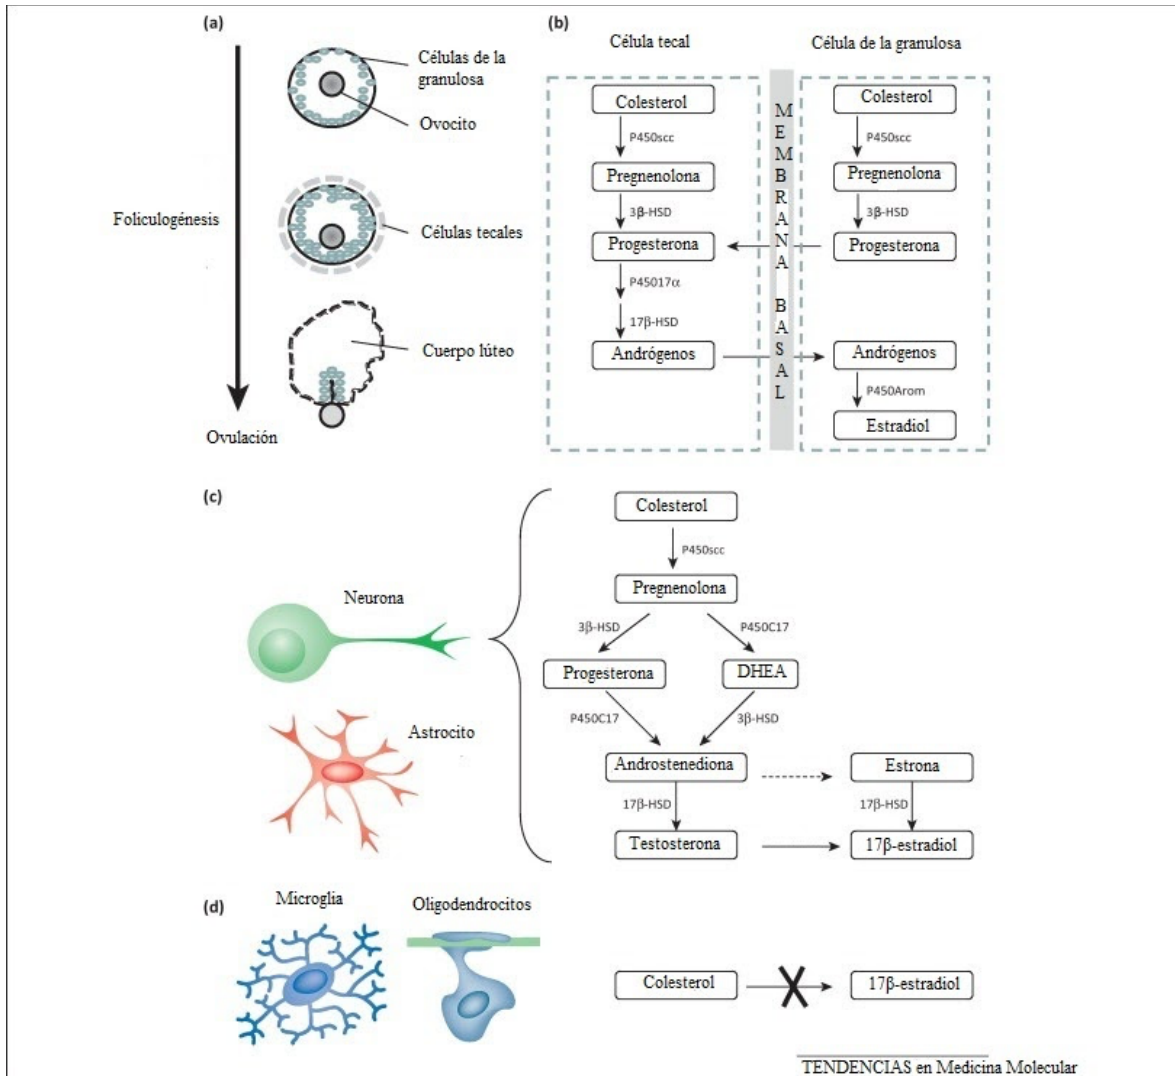 (a)
Células de la
granulosa
Ovocito
Foliculogénesis
Células tecales
Cuerpo lúteo
Ovulación
(b)
Célula tecal
Célula de la granulosa
MEMBRANA BASAL
Colesterol
P450scc
Pregnenolona
3β-HSD
Progesterona
P45017α
17β-HSD
Andrógenos
Colesterol
P450scc
Pregnenolona
3β-HSD
Progesterona
Andrógenos
P450Arom
Estradiol
(c)
Neurona
Astrocito
Colesterol
P450scc
Pregnenolona
3β-HSD
P450C17
Progesterona
DHEA
P450C17
3β-HSD
Androstenediona
Estrona
17β-HSD
17β-HSD
Testosterona
17β-estradiol
(d)
Microglia
Oligodendrocitos
Colesterol
17β-estradiol
TENDENCIAS en Medicina Molecular